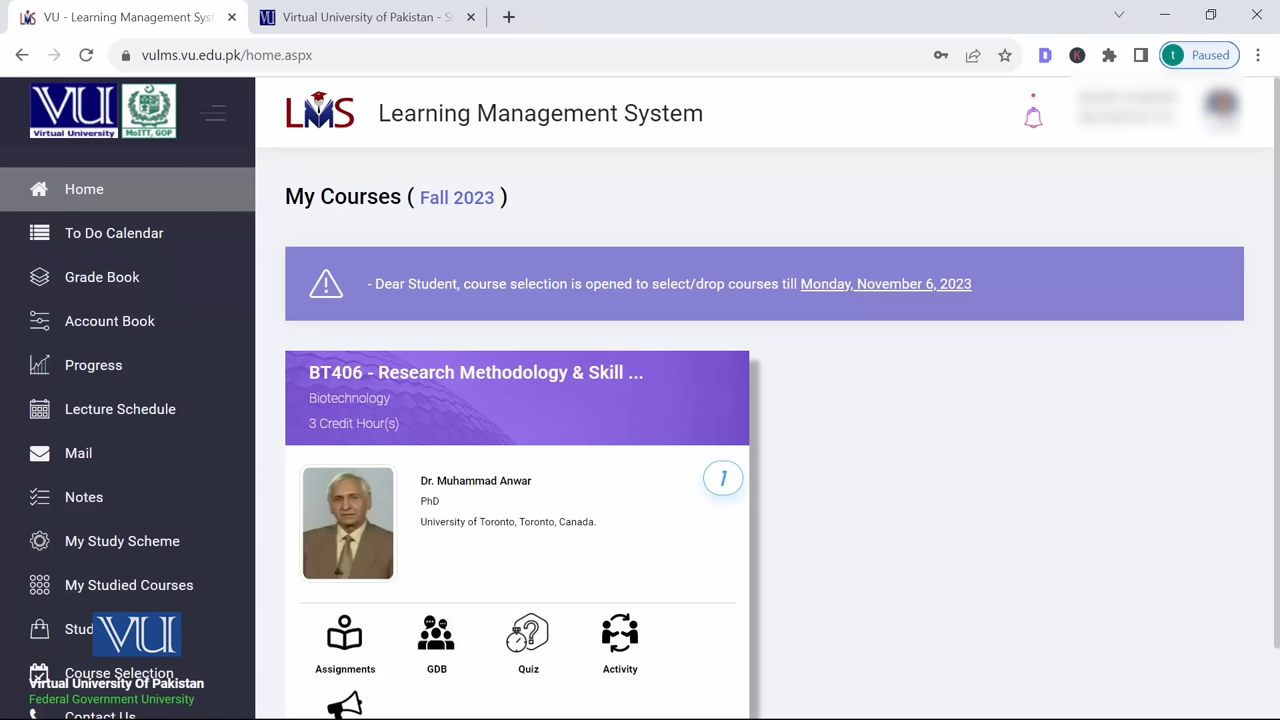 VU - Learning Management Sys
Virtual University of Pakistan - S
vulms.vu.edu.pk/home.aspx
D
K
t
Paused
VU
Virtual University
MoITT, GOP
LMS
Learning Management System
Home
To Do Calendar
Grade Book
Account Book
Progress
Lecture Schedule
Mail
Notes
My Study Scheme
My Studied Courses
Stud
VU
Course Selection
Virtual University Of Pakistan
Federal Government University
Contact Us
My Courses ( Fall 2023 )
- Dear Student, course selection is opened to select/drop courses till Monday, November 6, 2023
BT406 - Research Methodology & Skill ...
Biotechnology
3 Credit Hour(s)
Dr. Muhammad Anwar
1
PhD
University of Toronto, Toronto, Canada.
Assignments
GDB
Quiz
Activity